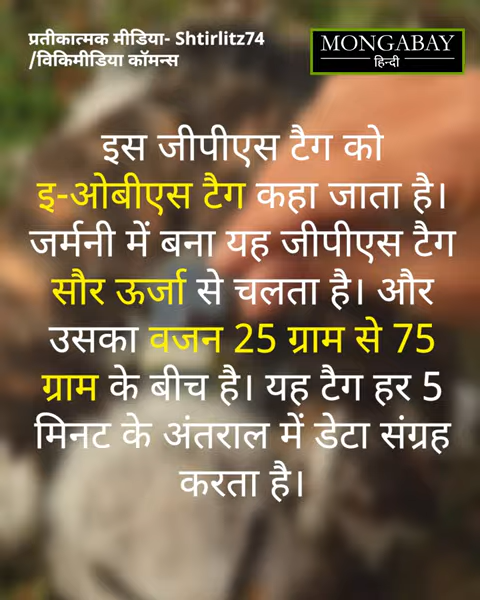 प्रतीकात्मक मीडिया- Shtirlitz74
/विकिमीडिया कॉमन्स
MONGABAY
हिन्दी
इस जीपीएस टैग को
इ-ओबीएस टैग कहा जाता है।
जर्मनी में बना यह जीपीएस टैग
सौर ऊर्जा से चलता है। और
उसका वजन 25 ग्राम से 75
ग्राम के बीच है। यह टैग हर 5
मिनट के अंतराल में डेटा संग्रह
करता है।